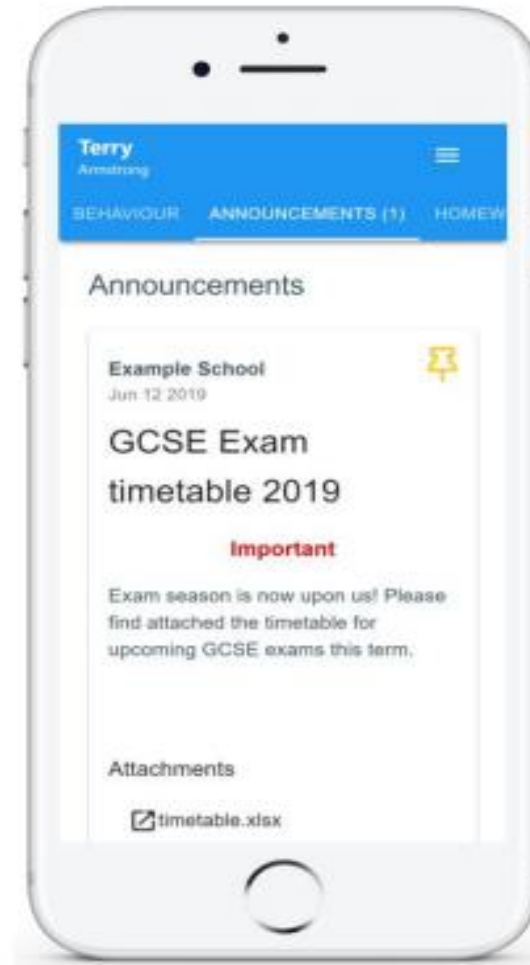 Terry
Armstrong
BEHAVIOUR ANNOUNCEMENTS (1) HOMEW
Announcements
Example School
Jun 12 2019
GCSE Exam
timetable 2019
Important
Exam season is now upon us! Please
find attached the timetable for
upcoming GCSE exams this term.
Attachments
timetable.xlsx